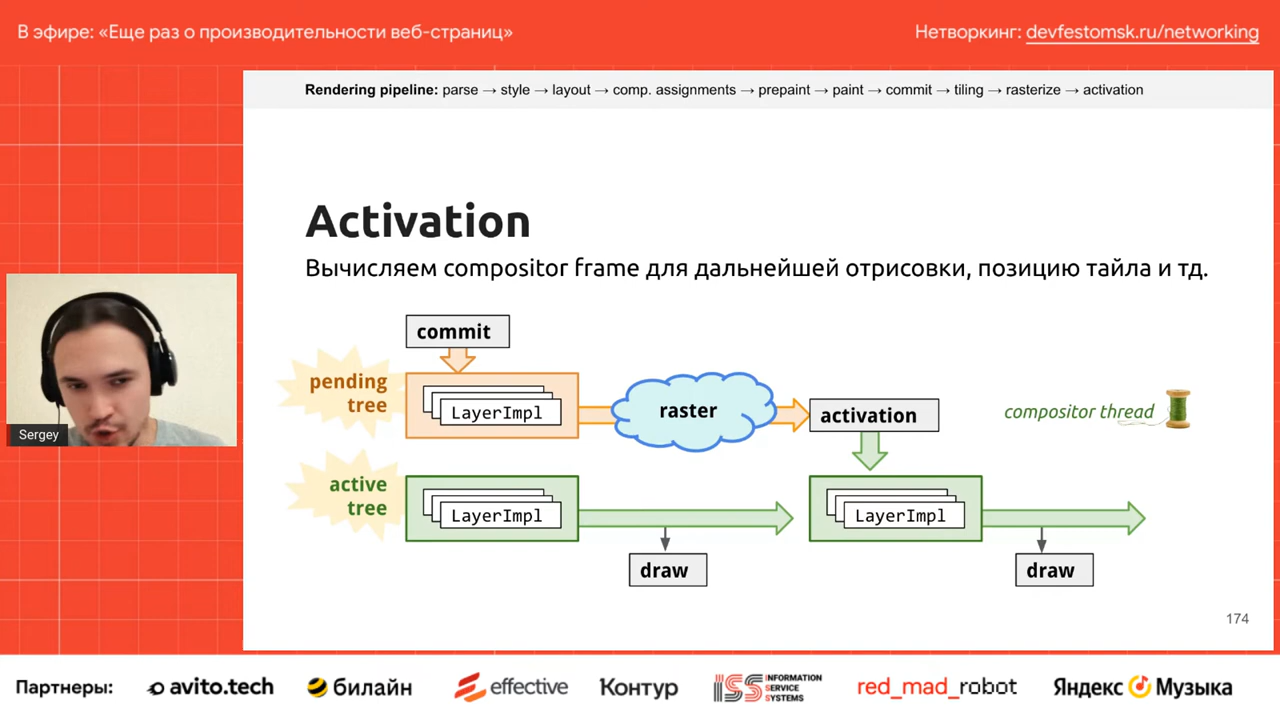 В эфире: «Еще раз о производительности веб-страниц»
Нетворкинг: devfestomsk.ru/networking
Rendering pipeline: parse → style → layout → comp. assignments → prepaint → paint → commit → tiling → rasterize → activation
Activation
Вычисляем compositor frame для дальнейшей отрисовки, позицию тайла и тд.
commit
pending
tree
LayerImpl
raster
activation
compositor thread
active
tree
LayerImpl
LayerImpl
draw
draw
174
Sergey
Партнеры:
avito.tech
билайн
effective
Контур
ISS INFORMATION
SERVICE
SYSTEMS
red_mad_robot
Яндекс Музыка